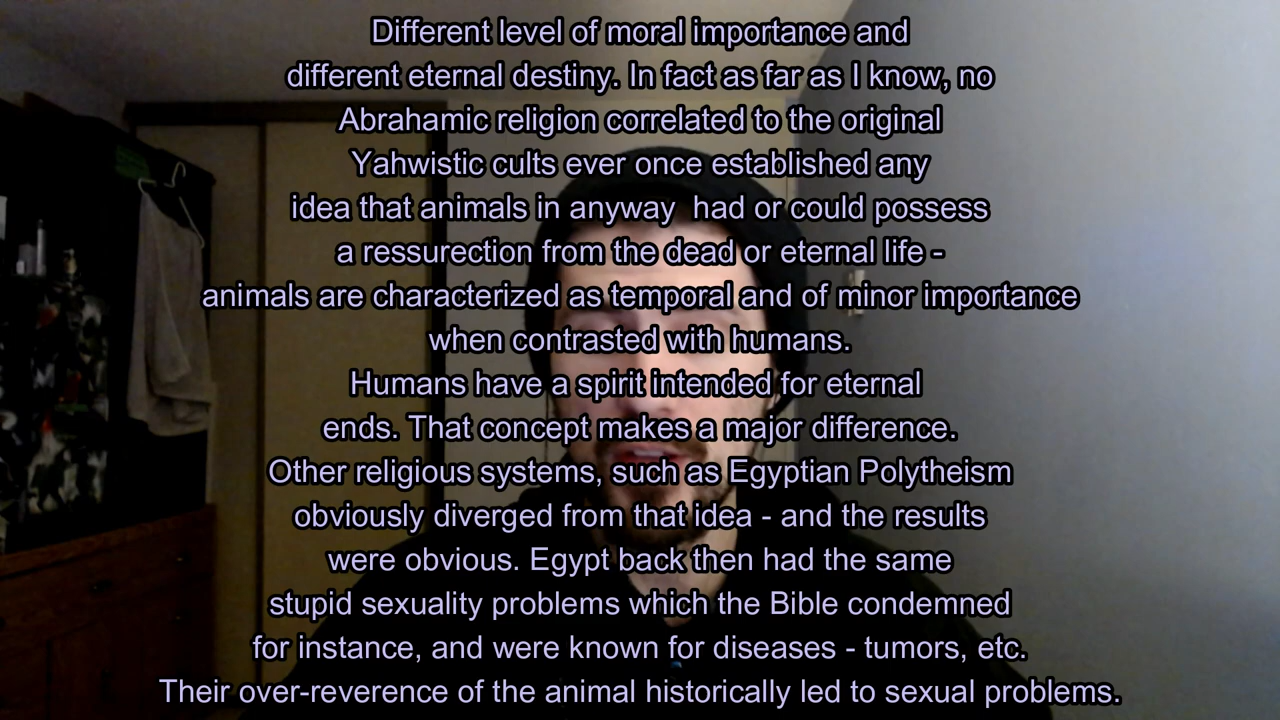 Different level of moral importance and
different eternal destiny. In fact as far as I know, no
Abrahamic religion correlated to the original
Yahwistic cults ever once established any
idea that animals in anyway  had or could possess
a ressurection from the dead or eternal life -
animals are characterized as temporal and of minor importance
when contrasted with humans.
Humans have a spirit intended for eternal
ends. That concept makes a major difference.
Other religious systems, such as Egyptian Polytheism
obviously diverged from that idea - and the results
were obvious. Egypt back then had the same
stupid sexuality problems which the Bible condemned
for instance, and were known for diseases - tumors, etc.
Their over-reverence of the animal historically led to sexual problems.